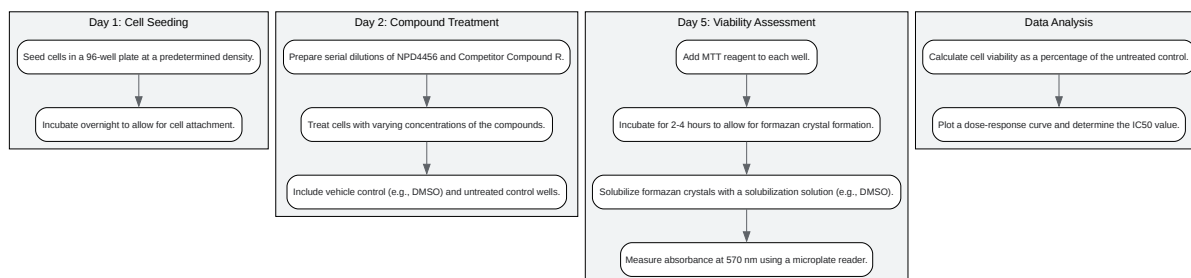 Day 1: Cell Seeding
Seed cells in a 96-well plate at a predetermined density.
Incubate overnight to allow for cell attachment.
Day 2: Compound Treatment
Prepare serial dilutions of NPD4456 and Competitor Compound R.
Treat cells with varying concentrations of the compounds.
Include vehicle control (e.g., DMSO) and untreated control wells.
Day 5: Viability Assessment
Add MTT reagent to each well.
Incubate for 2-4 hours to allow for formazan crystal formation.
Solubilize formazan crystals with a solubilization solution (e.g., DMSO).
Measure absorbance at 570 nm using a microplate reader.
Data Analysis
Calculate cell viability as a percentage of the untreated control.
Plot a dose-response curve and determine the IC50 value.